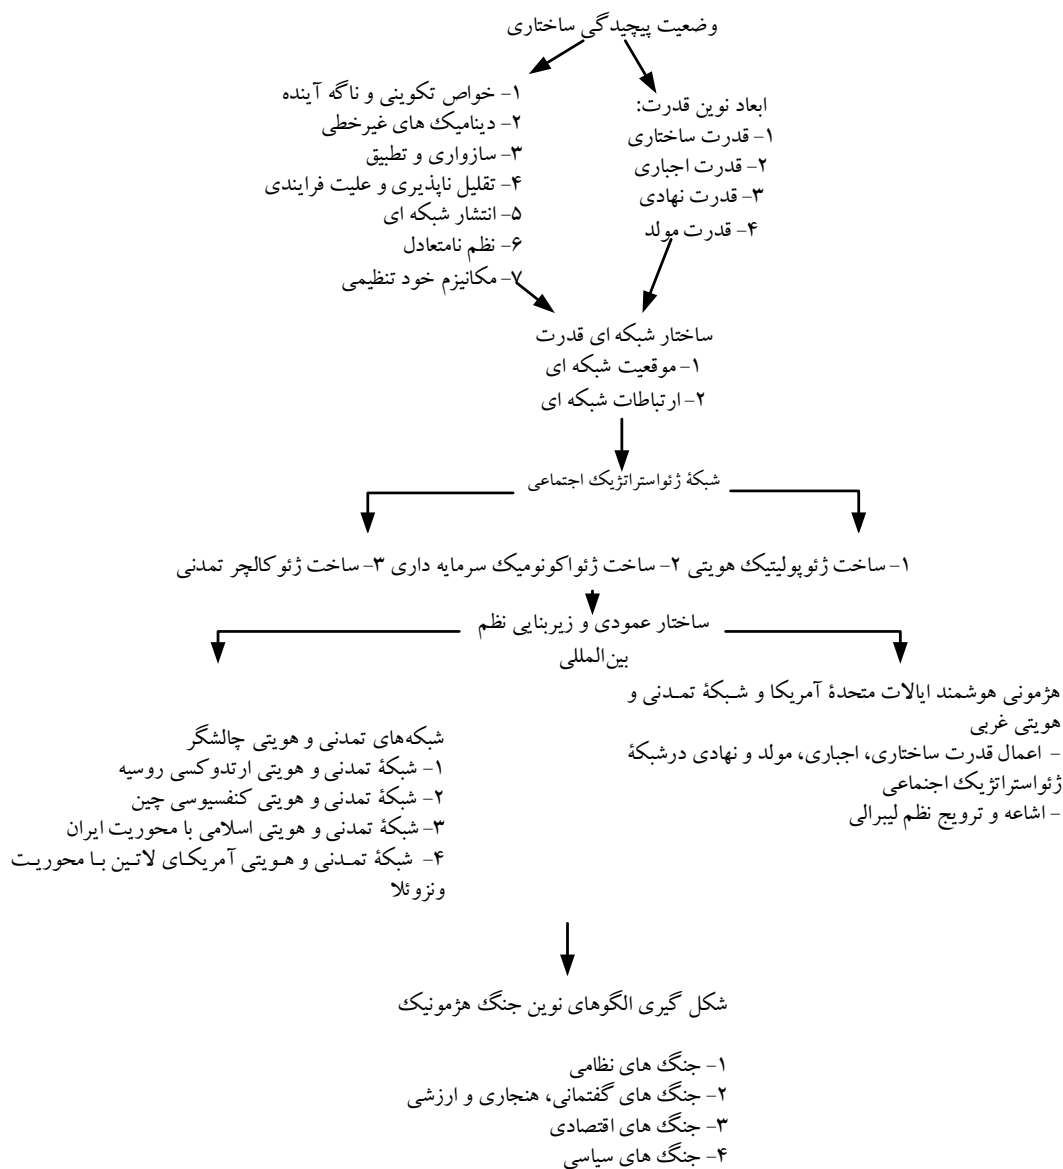 وضعیت پیچیدگی ساختاری
ابعاد نوین قدرت:
۱- قدرت ساختاری
۲- قدرت اجباری
۳- قدرت نهادی
۴- قدرت مولد
۱- خواص تکوینی و ناگه آینده
۲- دینامیک های غیرخطی
۳- سازواری و تطبیق
۴- تقلیل ناپذیری و علیت فرایندی
۵- انتشار شبکه ای
۶- نظم نامتعادل
۷- مکانیزم خود تنظیمی
ساختار شبکه ای قدرت
۱- موقعیت شبکه ای
۲- ارتباطات شبکه ای
شبکۀ ژئواستراتژیک اجتماعی
۱- ساخت ژئوپولیتیک هویتی ۲- ساخت ژئواکونومیک سرمایه داری ۳- ساخت ژئوکالچر تمدنی
ساختار عمودی و زیربنایی نظم
بین‌المللی
هژمونی هوشمند ایالات متحدۀ آمریکا و شبکۀ تمدنی و
هویتی غربی
- اعمال قدرت ساختاری، اجباری، مولد و نهادی درشبکۀ
ژئواستراتژیک اجتماعی
- اشاعه و ترویج نظم لیبرالی
شبکه‌های تمدنی و هویتی چالشگر
۱- شبکۀ تمدنی و هویتی ارتدوکسی روسیه
۲- شبکۀ تمدنی و هویتی کنفسیوسی چین
۳- شبکۀ تمدنی و هویتی اسلامی با محوریت ایران
۴- شبکۀ تمدنی و هویتی آمریکای لاتین با محوریت
ونزوئلا
شکل گیری الگوهای نوین جنگ هژمونیک
۱- جنگ های نظامی
۲- جنگ های گفتمانی، هنجاری و ارزشی
۳- جنگ های اقتصادی
۴- جنگ های سیاسی